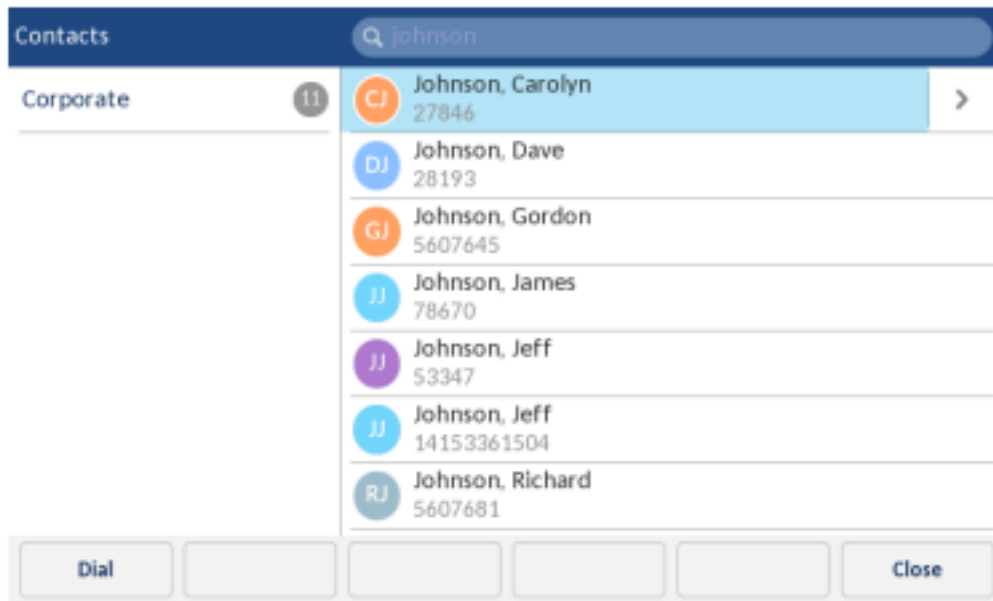 Contacts
johnson
Corporate 11
CJ Johnson, Carolyn
27846
DJ Johnson, Dave
28193
GJ Johnson, Gordon
5607645
JJ Johnson, James
78670
JJ Johnson, Jeff
53347
JJ Johnson, Jeff
14153361504
RJ Johnson, Richard
5607681
Dial
Close